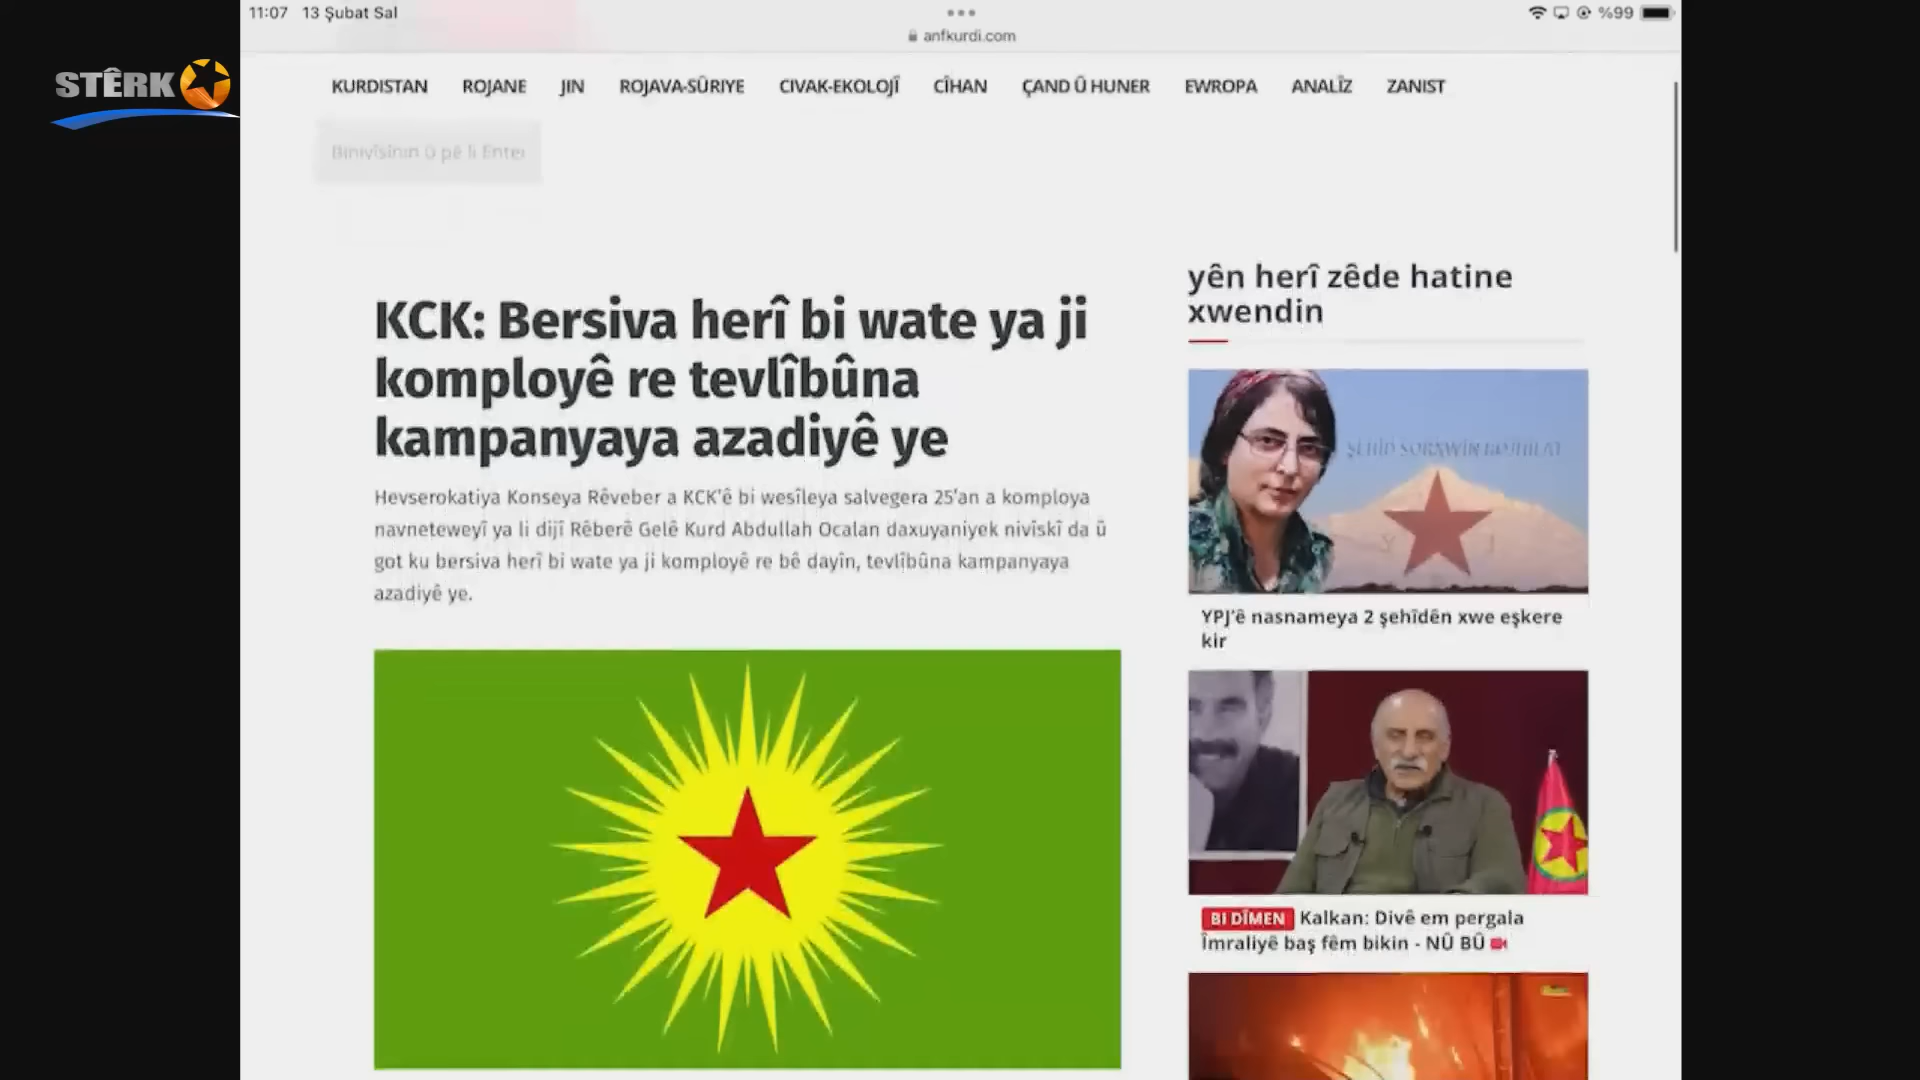 11:07 13 Şubat Sal
%99
anfkurdi.com
STÊRK
KURDISTAN ROJANE JIN ROJAVA-SÛRIYE CIVAK-EKOLOJÎ CÎHAN ÇAND Û HUNER EWROPA ANALÎZ ZANIST
Binivîsînin û pê li Enter
KCK: Bersiva herî bi wate ya ji
komployê re tevlîbûna
kampanyaya azadiyê ye
Hevserokatiya Konseya Rêveber a KCK'ê bi wesîleya salvegera 25'an a komploya
navneteweyî ya li dijî Rêberê Gelê Kurd Abdullah Ocalan daxuyaniyek nivîskî da û
got ku bersiva herî bi wate ya ji komployê re bê dayîn, tevlîbûna kampanyaya
azadiyê ye.
yên herî zêde hatine
xwendin
YPJ'ê nasnameya 2 şehîdên xwe eşkere
kir
BI DÎMEN Kalkan: Divê em pergala
Îmraliyê baş fêm bikin - NÛ BÛ